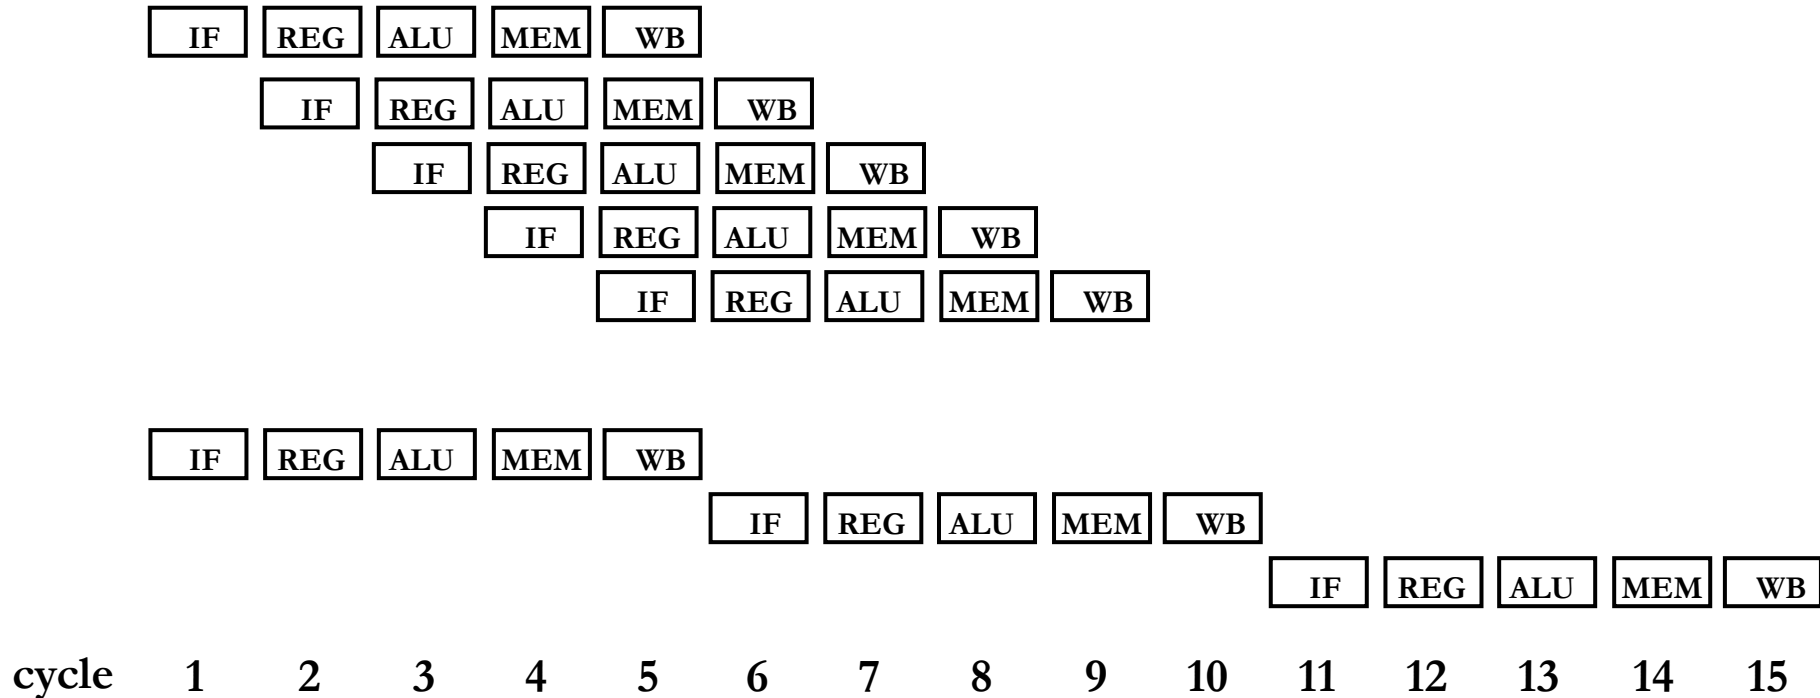 IF REG ALU MEM WB
IF REG ALU MEM WB
IF REG ALU MEM WB
IF REG ALU MEM WB
IF REG ALU MEM WB
IF REG ALU MEM WB
IF REG ALU MEM WB
IF REG ALU MEM WB
cycle 1 2 3 4 5 6 7 8 9 10 11 12 13 14 15